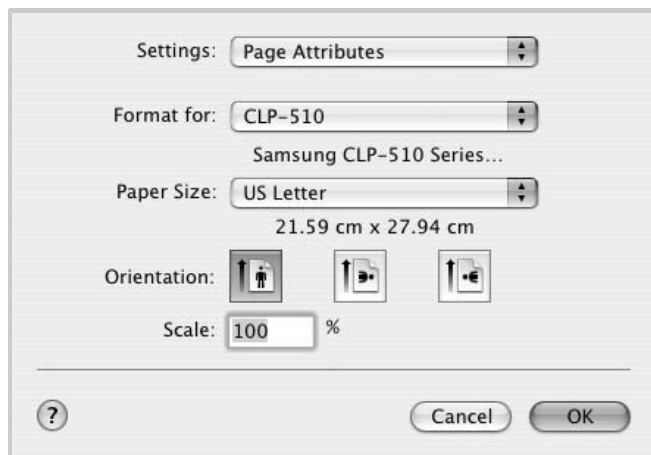 Settings: Page Attributes
Format for: CLP-510
Samsung CLP-510 Series...
Paper Size: US Letter
21.59 cm x 27.94 cm
Orientation:
Scale: 100 %
? Cancel OK